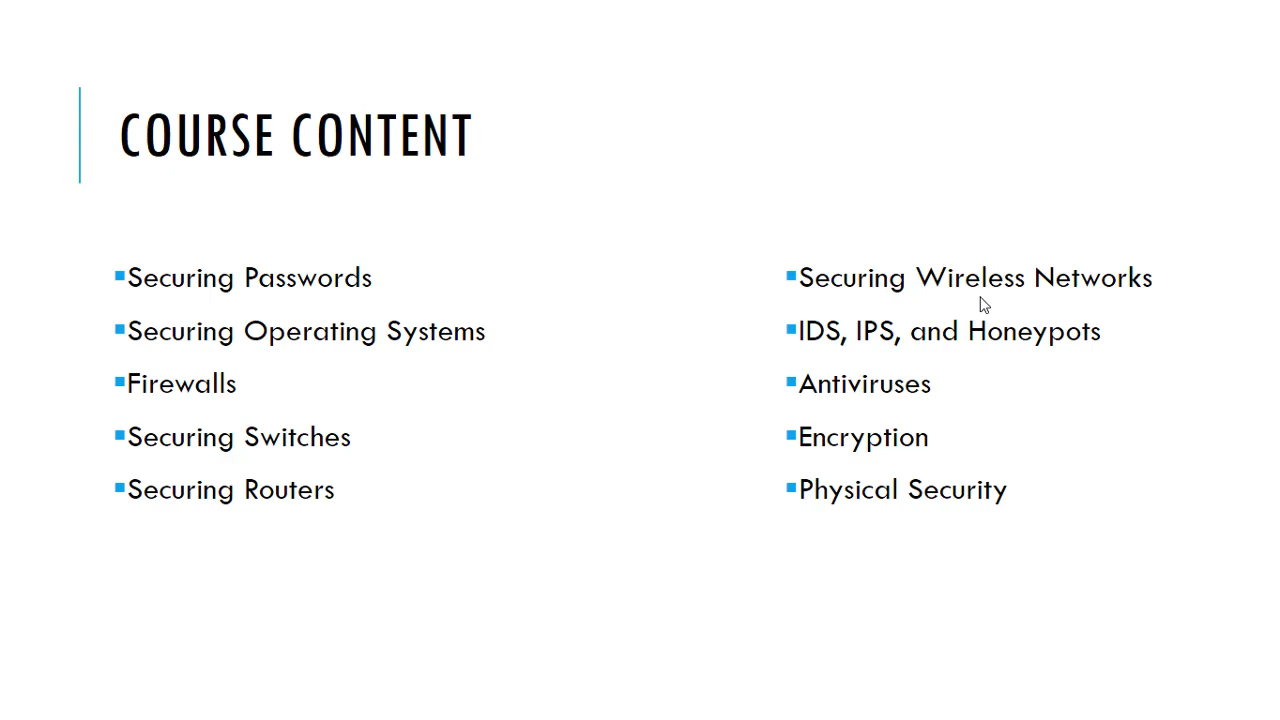 COURSE CONTENT
Securing Passwords
Securing Operating Systems
Firewalls
Securing Switches
Securing Routers
Securing Wireless Networks
IDS, IPS, and Honeypots
Antiviruses
Encryption
Physical Security